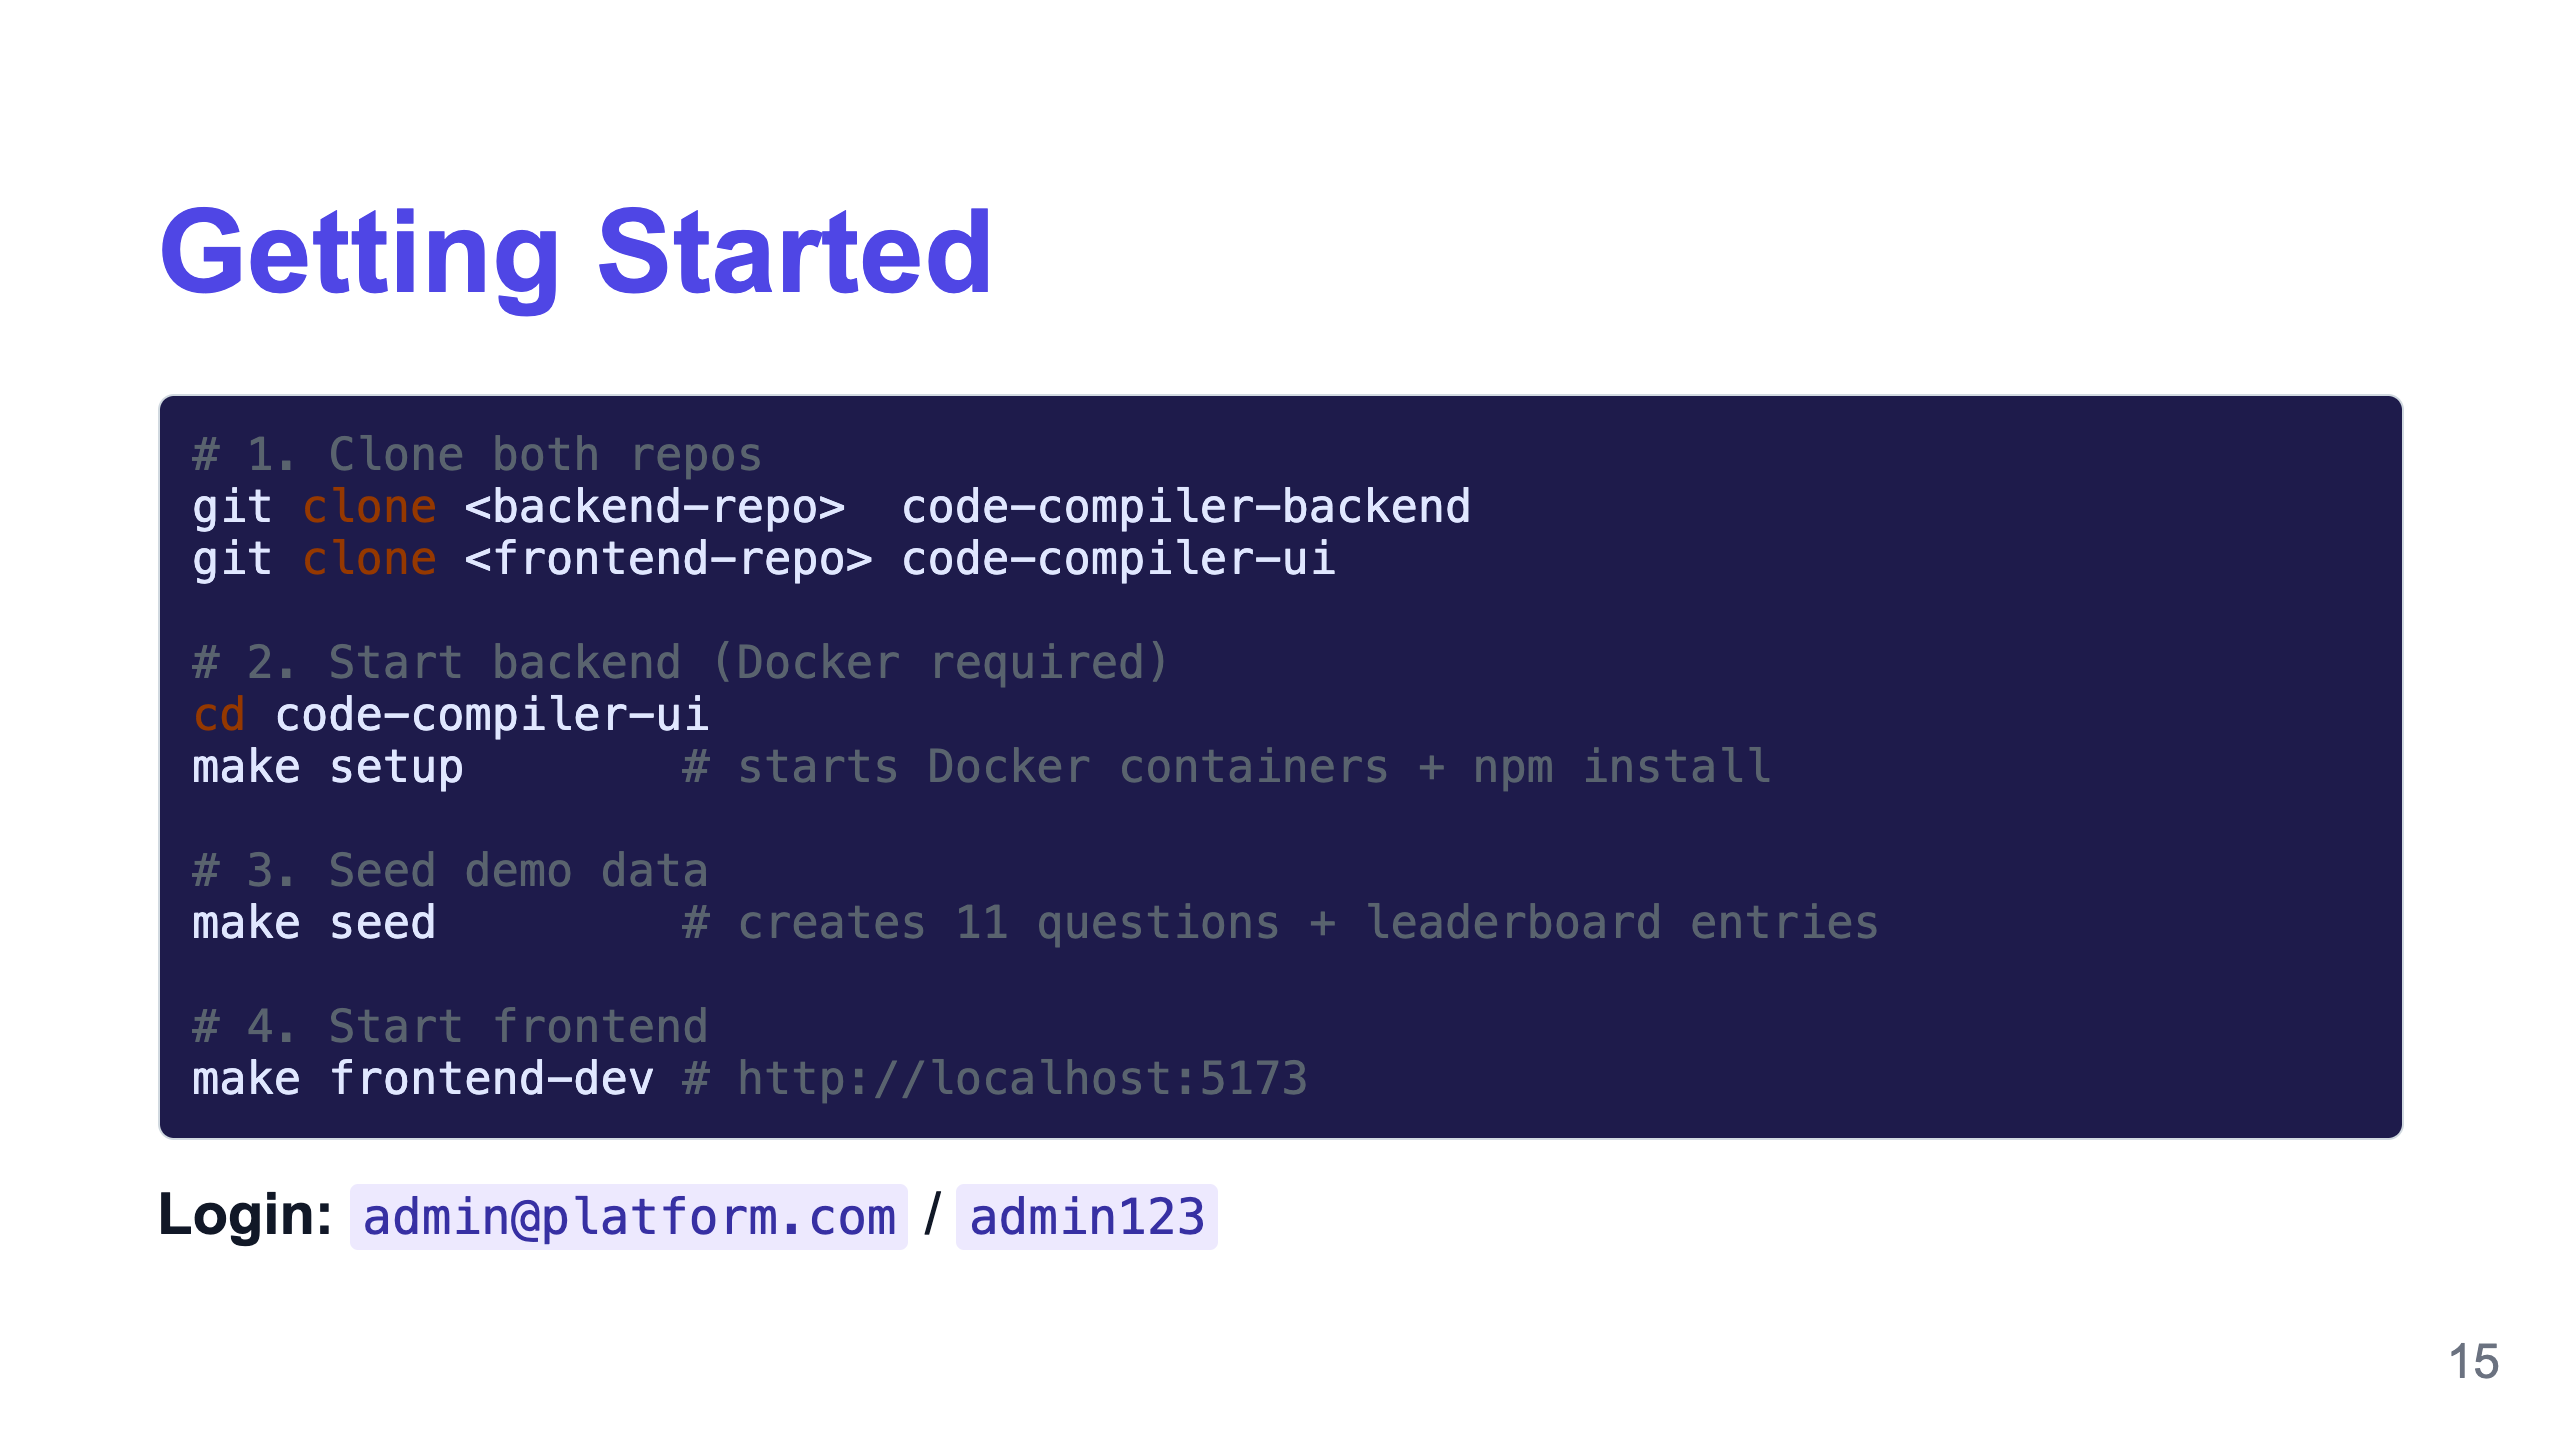 Getting Started
# 1. Clone both repos
git clone <backend-repo>  code-compiler-backend
git clone <frontend-repo> code-compiler-ui
# 2. Start backend (Docker required)
cd code-compiler-ui
make setup        # starts Docker containers + npm install
# 3. Seed demo data
make seed         # creates 11 questions + leaderboard entries
# 4. Start frontend
make frontend-dev # http://localhost:5173
Login: admin@platform.com / admin123
15